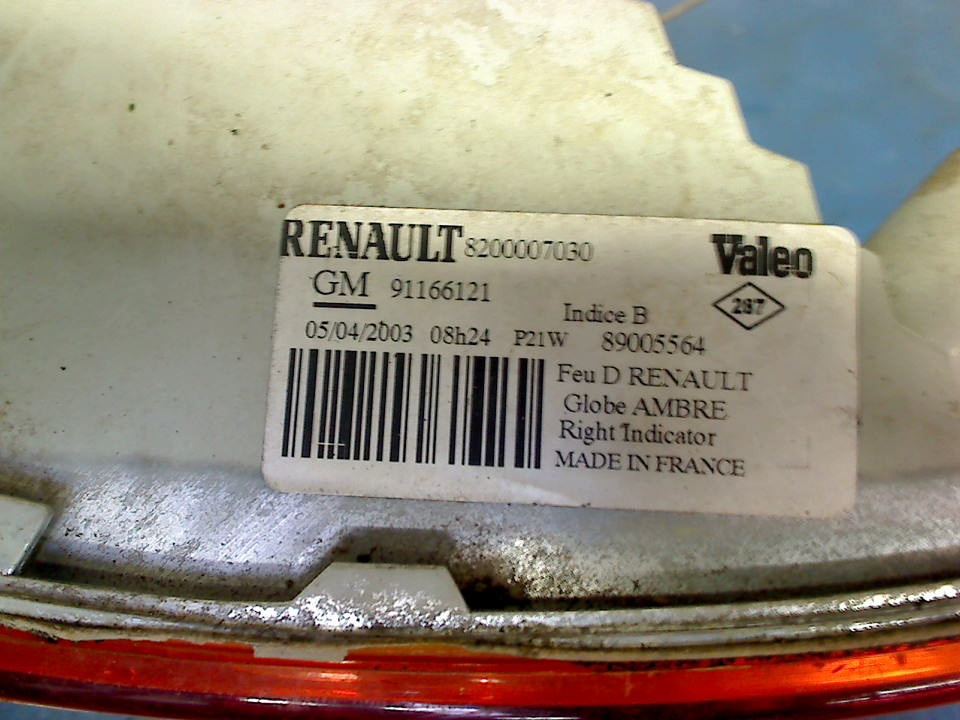 RENAULT 8200007030 Valeo
GM 91166121
287
Indice B
05/04/2003 08h24 P21W 89005564
Feu D RENAULT
Globe AMBRE
Right Indicator
MADE IN FRANCE